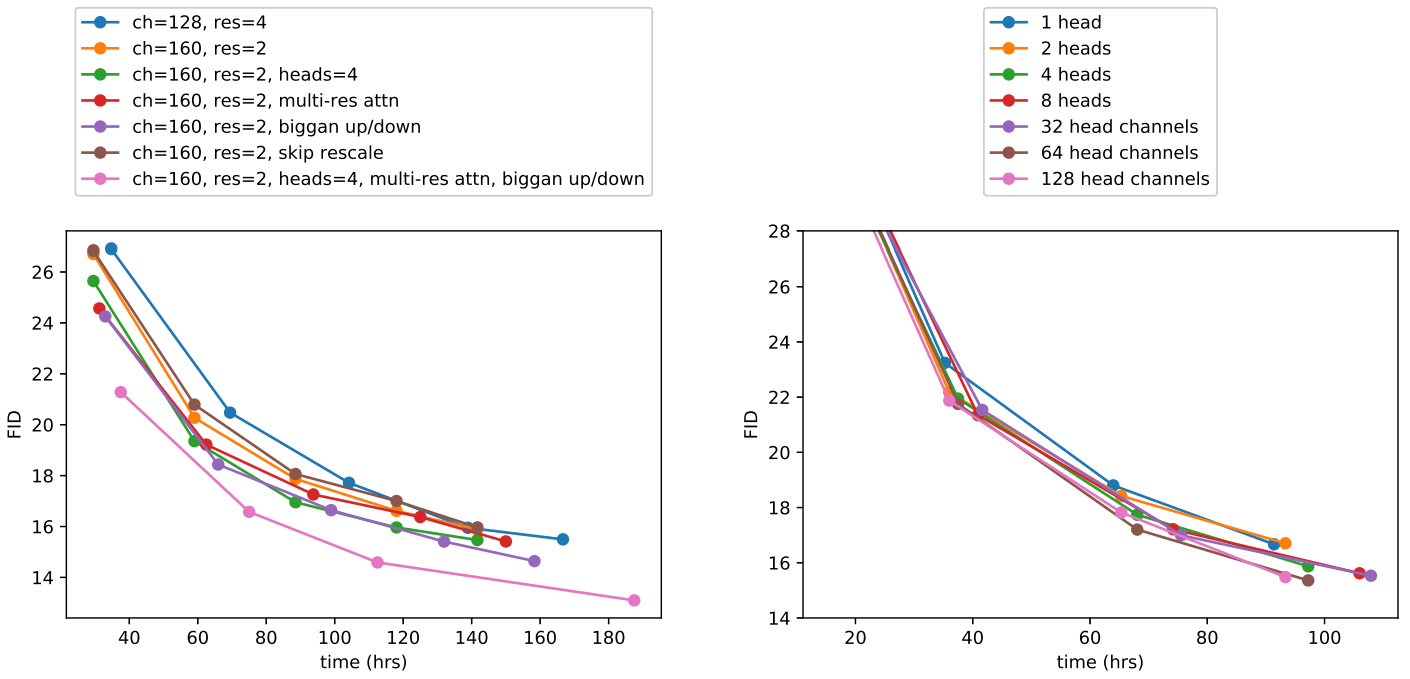 ch=128, res=4
ch=160, res=2
ch=160, res=2, heads=4
ch=160, res=2, multi-res attn
ch=160, res=2, biggan up/down
ch=160, res=2, skip rescale
ch=160, res=2, heads=4, multi-res attn, biggan up/down
26
24
22
20
18
16
14
FID
40 60 80 100 120 140 160 180
time (hrs)
1 head
2 heads
4 heads
8 heads
32 head channels
64 head channels
128 head channels
28
26
24
22
20
18
16
14
FID
20 40 60 80 100
time (hrs)